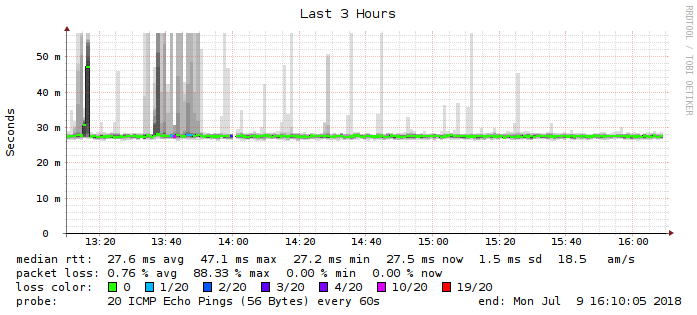 Last 3 Hours
RRDTOOL / TOBI OETIKER
Seconds
50 m
40 m
30 m
20 m
10 m
0
13:20 13:40 14:00 14:20 14:40 15:00 15:20 15:40 16:00
median rtt: 27.6 ms avg 47.1 ms max 27.2 ms min 27.5 ms now 1.5 ms sd 18.5 am/s
packet loss: 0.76 % avg 88.33 % max 0.00 % min 0.00 % now
loss color: 0 1/20 2/20 3/20 4/20 10/20 19/20
probe: 20 ICMP Echo Pings (56 Bytes) every 60s end: Mon Jul 9 16:10:05 2018